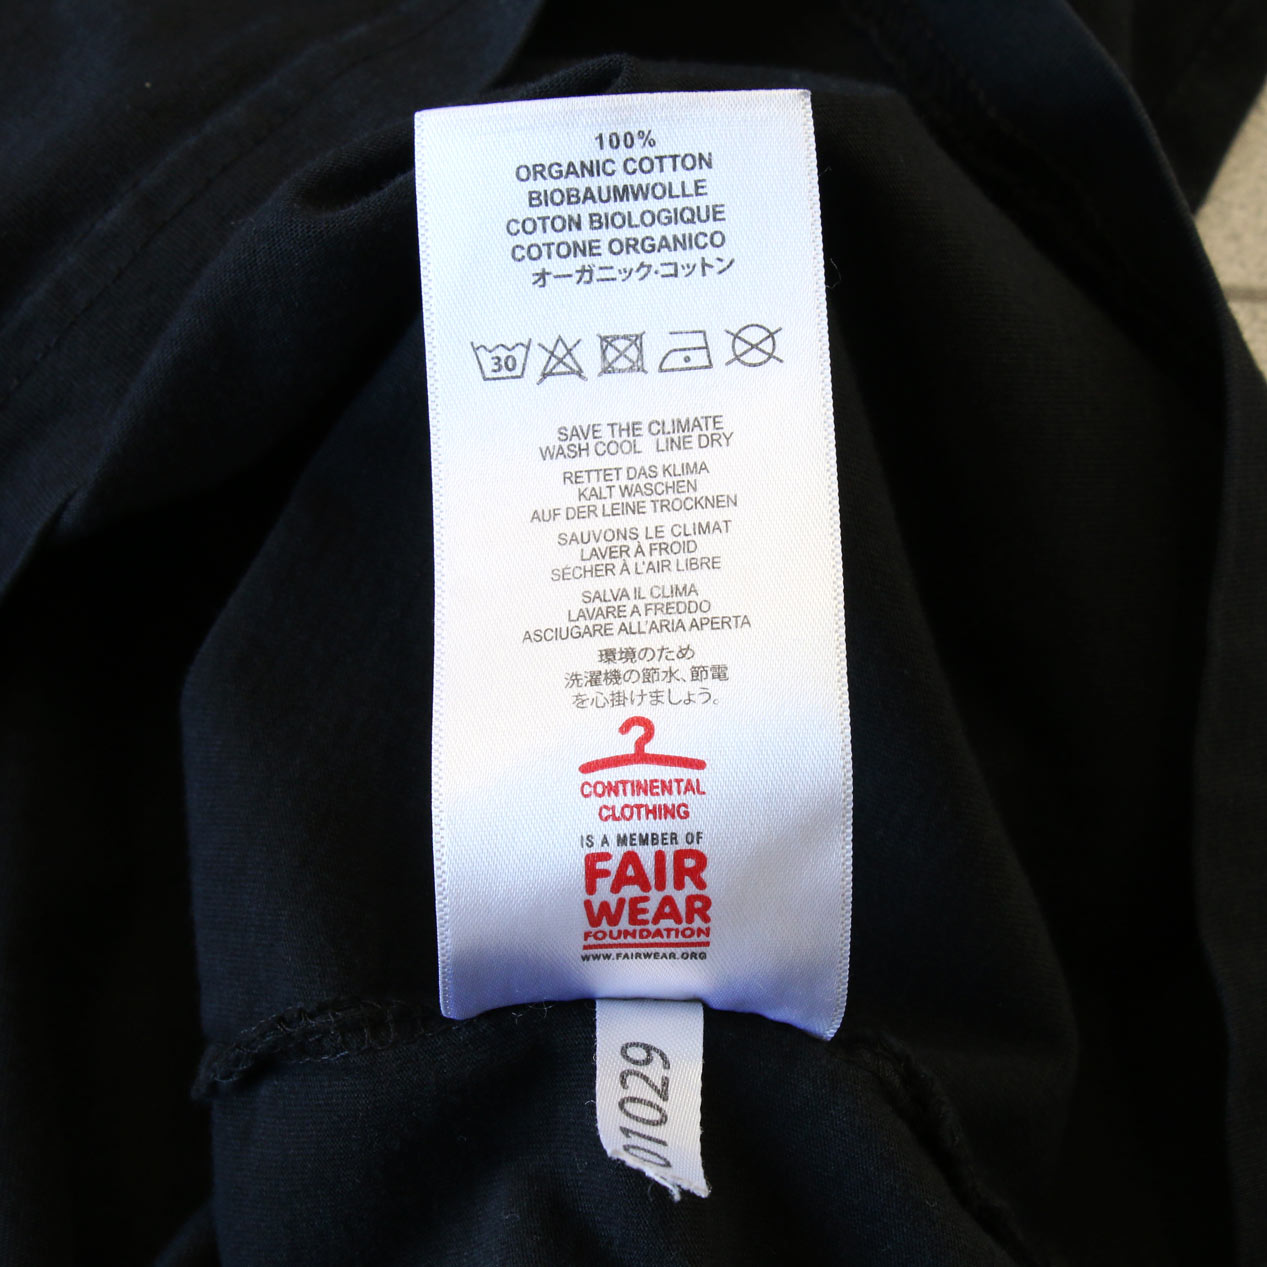 100%
ORGANIC COTTON
BIOBAUMWOLLE
COTON BIOLOGIQUE
COTONE ORGANICO
オーガニック・コットン
30
SAVE THE CLIMATE
WASH COOL LINE DRY
RETTET DAS KLIMA
KALT WASCHEN
AUF DER LEINE TROCKNEN
SAUVONS LE CLIMAT
LAVER À FROID
SÉCHER À L'AIR LIBRE
SALVA IL CLIMA
LAVARE A FREDDO
ASCIUGARE ALL'ARIA APERTA
環境のため
洗濯機の節水、節電
を心掛けましょう。
CONTINENTAL
CLOTHING
IS A MEMBER OF
FAIR
WEAR
FOUNDATION
WWW.FAIRWEAR.ORG
01029